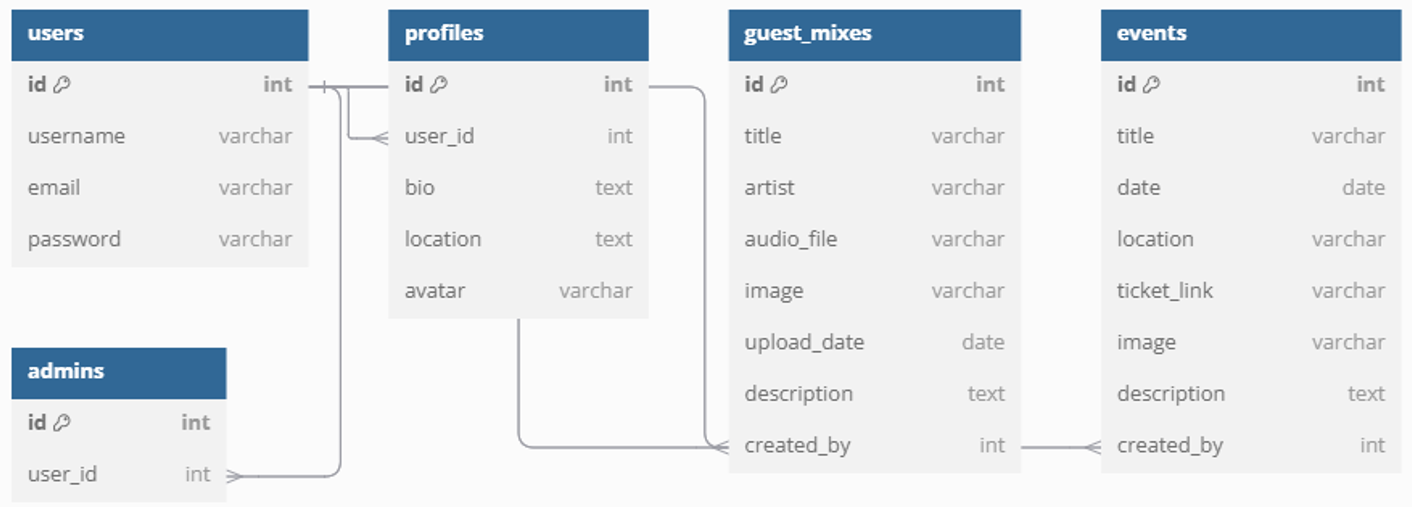 users
id int
username varchar
email varchar
password varchar
admins
id int
user_id int
profiles
id int
user_id int
bio text
location text
avatar varchar
guest_mixes
id int
title varchar
artist varchar
audio_file varchar
image varchar
upload_date date
description text
created_by int
events
id int
title varchar
date date
location varchar
ticket_link varchar
image varchar
description text
created_by int